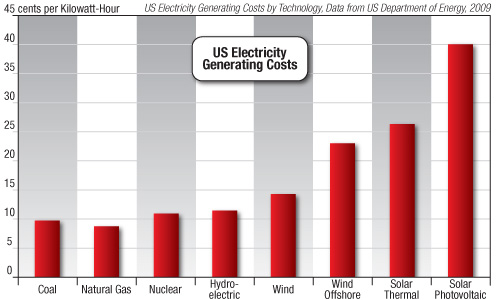 45 cents per Kilowatt-Hour
US Electricity Generating Costs by Technology, Data from US Department of Energy, 2009
US Electricity
Generating Costs
40
35
30
25
20
15
10
5
0
Coal
Natural Gas
Nuclear
Hydro-
electric
Wind
Wind
Offshore
Solar
Thermal
Solar
Photovoltaic